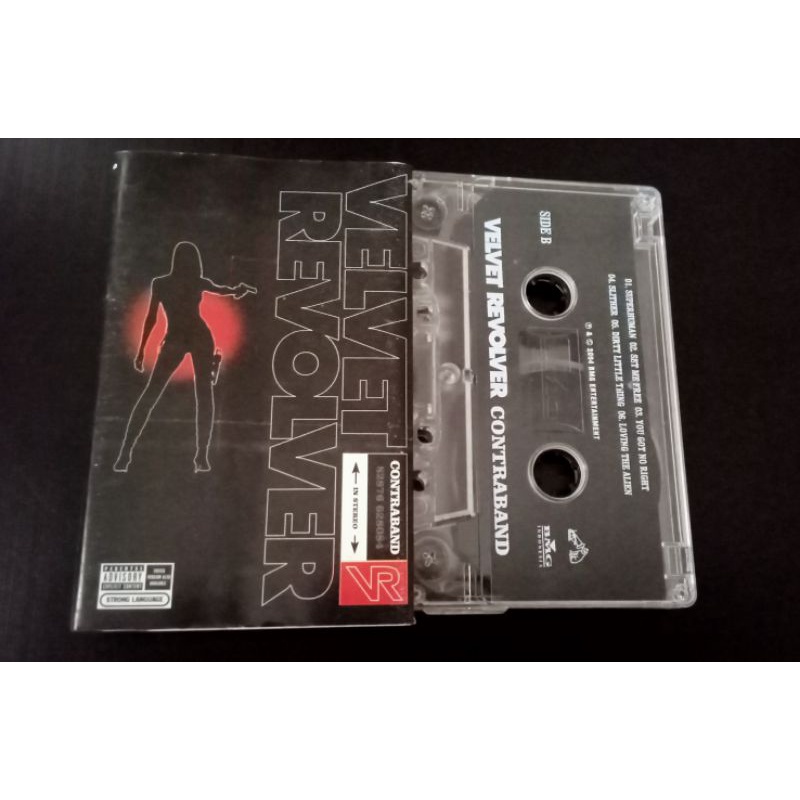 VELVET
REVOLVER
CONTRABAND
IN STEREO
VR
PARENTAL
ADVISORY
EXPLICIT CONTENT
STRONG LANGUAGE
SIDE B
01. SUPERHUMAN 02. SET ME FREE 03. YOU GOT NO RIGHT
04. SLITHER 05. DIRTY LITTLE THING 06. LOVING THE ALIEN
℗ & © 2004 BMG ENTERTAINMENT
VELVET REVOLVER CONTRABAND
BMG
INDONESIA